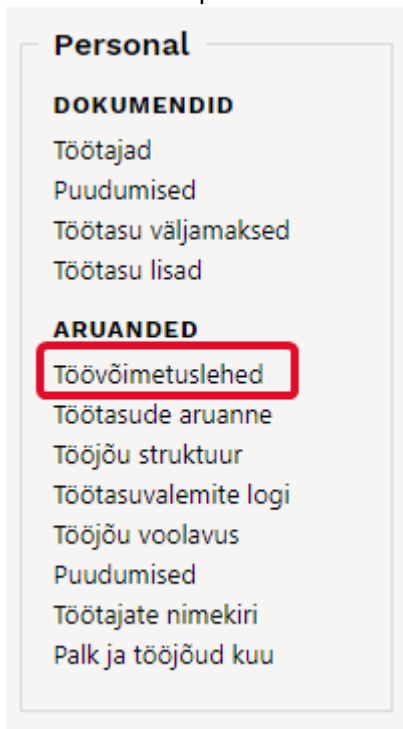 Personal
DOKUMENDID
Töötajad
Puudumised
Töötasu väljamaksed
Töötasu lisad
ARUANDED
Töövõimetuslehed
Töötasude aruanne
Tööjõu struktuur
Töötasuvalemite logi
Tööjõu voolavus
Puudumised
Töötajate nimekiri
Palk ja tööjõud kuu